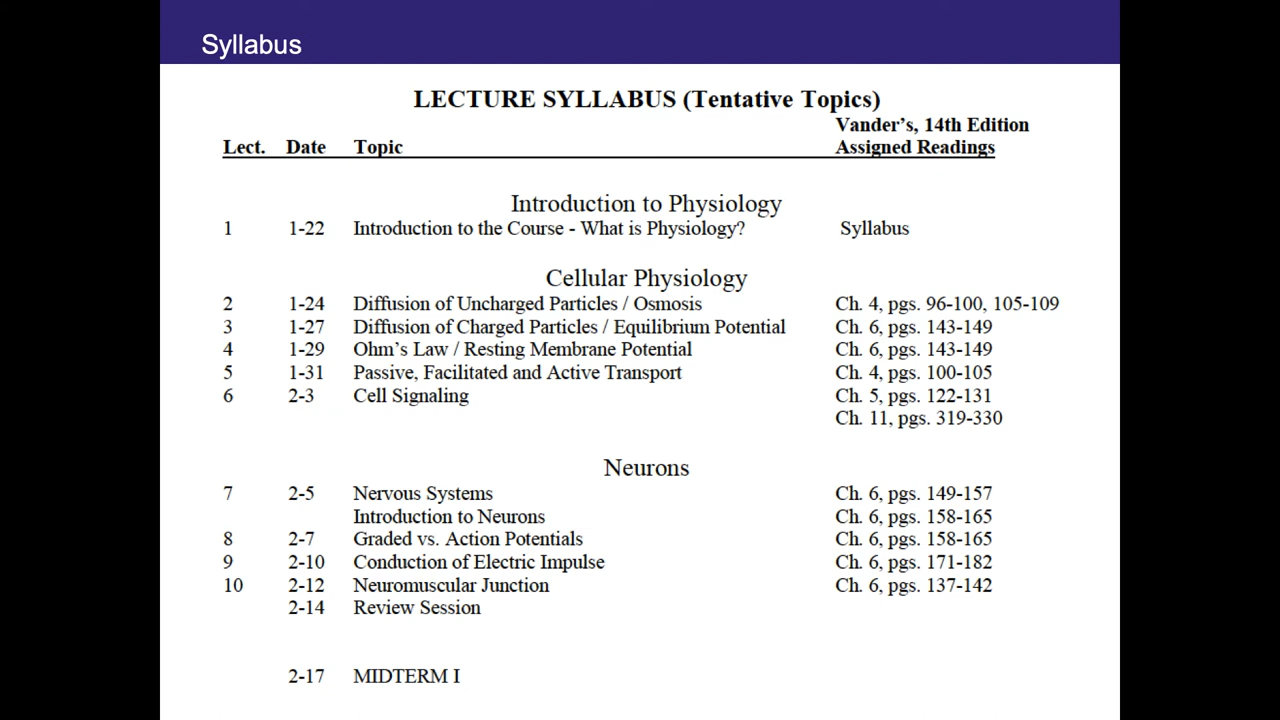 Syllabus
LECTURE SYLLABUS (Tentative Topics)
Vander's, 14th Edition
Lect. Date Topic Assigned Readings
Introduction to Physiology
1 1-22 Introduction to the Course - What is Physiology? Syllabus
Cellular Physiology
2 1-24 Diffusion of Uncharged Particles / Osmosis Ch. 4, pgs. 96-100, 105-109
3 1-27 Diffusion of Charged Particles / Equilibrium Potential Ch. 6, pgs. 143-149
4 1-29 Ohm's Law / Resting Membrane Potential Ch. 6, pgs. 143-149
5 1-31 Passive, Facilitated and Active Transport Ch. 4, pgs. 100-105
6 2-3 Cell Signaling Ch. 5, pgs. 122-131
Ch. 11, pgs. 319-330
Neurons
7 2-5 Nervous Systems Ch. 6, pgs. 149-157
Introduction to Neurons Ch. 6, pgs. 158-165
8 2-7 Graded vs. Action Potentials Ch. 6, pgs. 158-165
9 2-10 Conduction of Electric Impulse Ch. 6, pgs. 171-182
10 2-12 Neuromuscular Junction Ch. 6, pgs. 137-142
2-14 Review Session
2-17 MIDTERM I